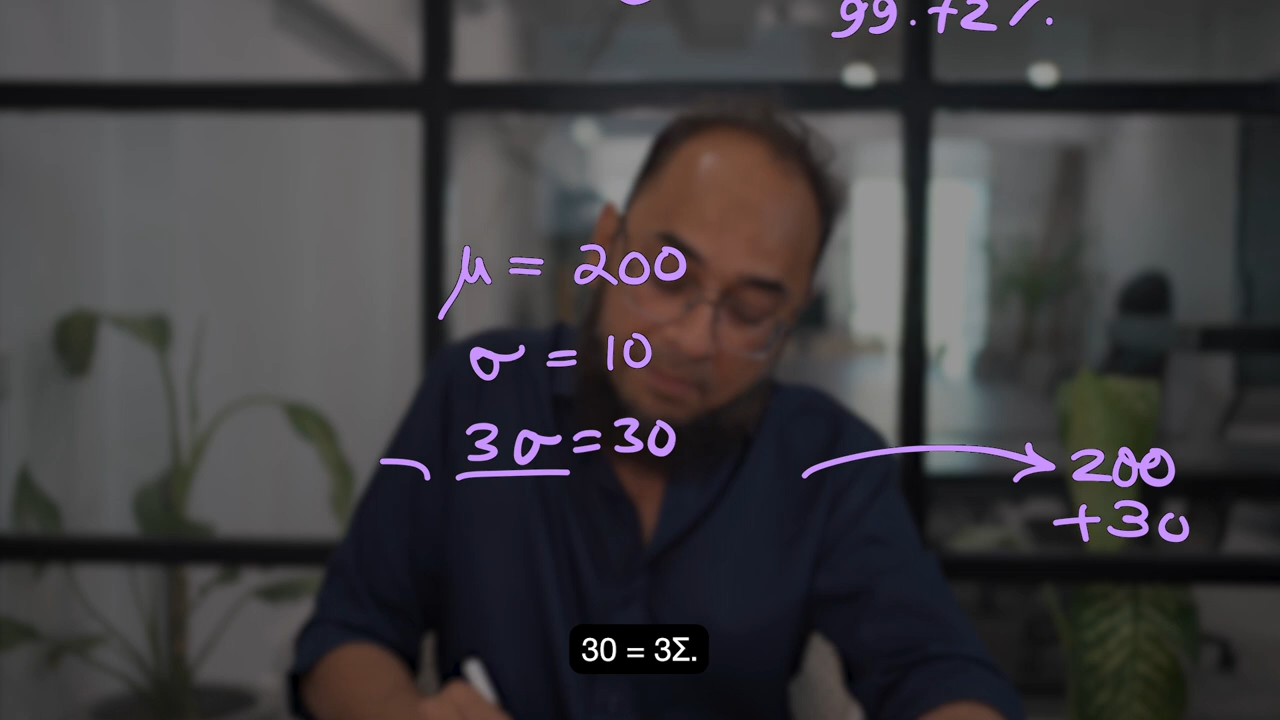 99.72%
μ = 200
σ = 10
3σ = 30
200
+30
30 = 3Σ.